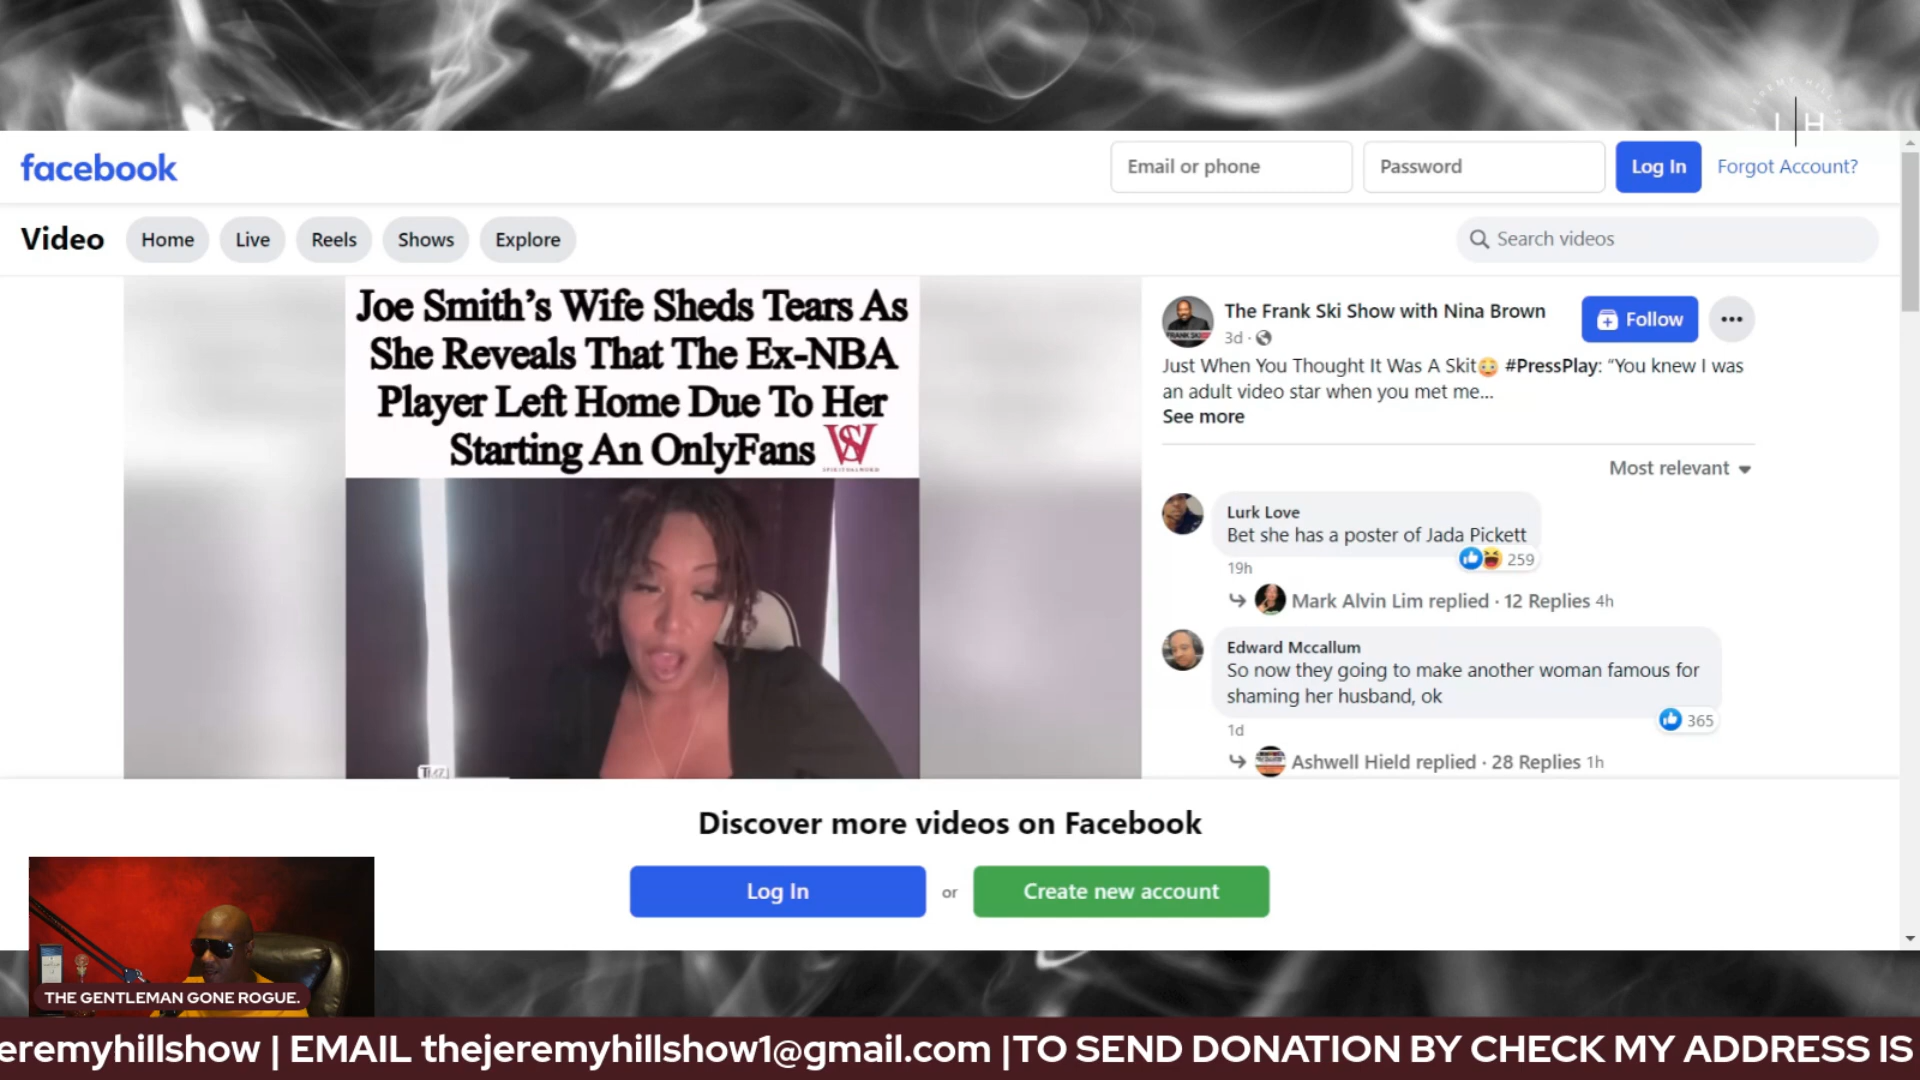 JEREMY HILL
H
facebook
Email or phone
Password
Log In
Forgot Account?
Video
Home
Live
Reels
Shows
Explore
Search videos
Joe Smith’s Wife Sheds Tears As
She Reveals That The Ex-NBA
Player Left Home Due To Her
Starting An OnlyFans
The Frank Ski Show with Nina Brown
Follow
3d ·
Just When You Thought It Was A Skit😳 #PressPlay: “You knew I was
an adult video star when you met me...
See more
Most relevant
Lurk Love
Bet she has a poster of Jada Pickett
259
19h
Mark Alvin Lim replied · 12 Replies 4h
Edward Mccallum
So now they going to make another woman famous for
shaming her husband, ok
365
1d
Ashwell Hield replied · 28 Replies 1h
TMZ
Discover more videos on Facebook
Log In
or
Create new account
THE GENTLEMAN GONE ROGUE.
eremyhillshow | EMAIL thejeremyhillshow1@gmail.com |TO SEND DONATION BY CHECK MY ADDRESS IS